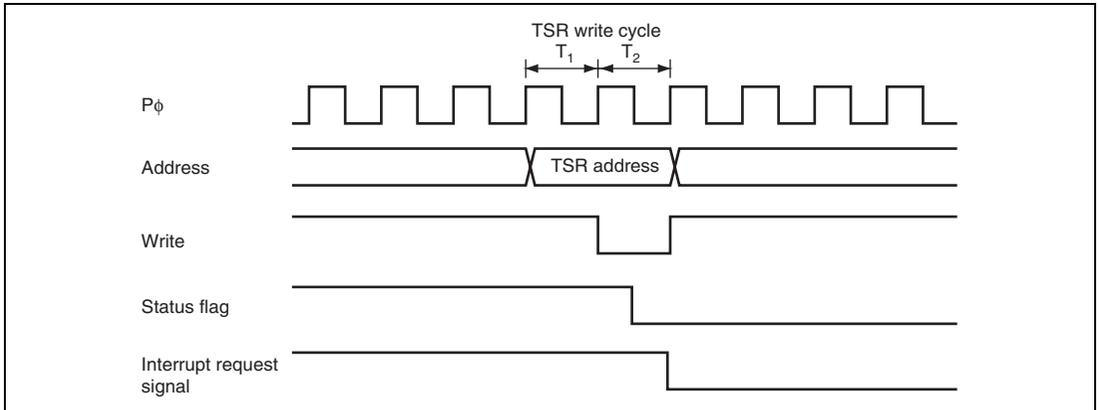 TSR write cycle
T1 T2
Pϕ
Address
TSR address
Write
Status flag
Interrupt request
signal